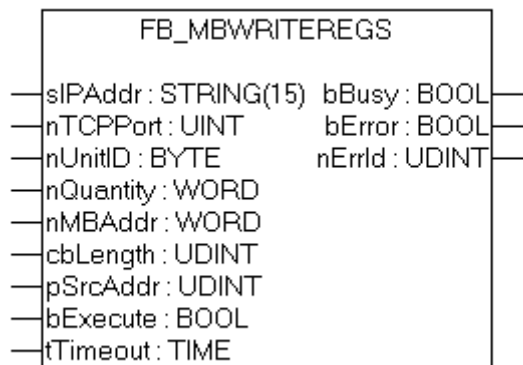 FB_MBWRITEREGS
sIPAddr : STRING(15) bBusy : BOOL
nTCPPort : UINT bError : BOOL
nUnitID : BYTE nErrId : UDINT
nQuantity : WORD
nMBAddr : WORD
cbLength : UDINT
pSrcAddr : UDINT
bExecute : BOOL
tTimeout : TIME